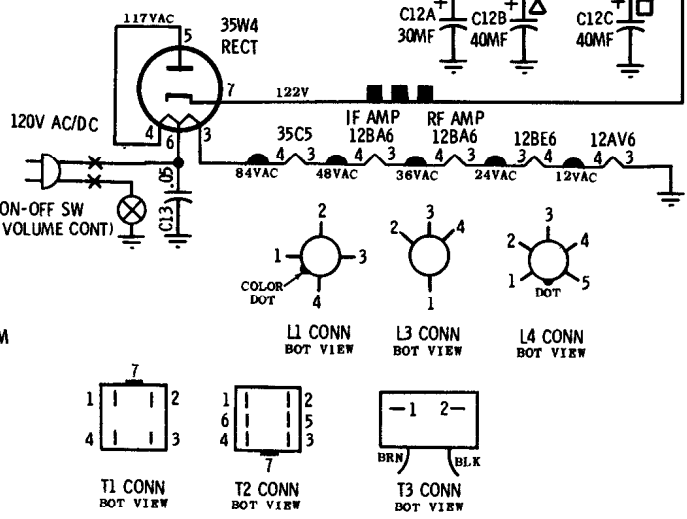 117VAC
5
35W4
RECT
C12A
30MF
C12B
40MF
C12C
40MF
7
122V
120V AC/DC
4
6
3
IF AMP
RF AMP
35C5
12BA6
12BA6
12BE6
12AV6
4 3
4 3
4 3
4 3
4 3
84VAC
48VAC
36VAC
24VAC
12VAC
ON-OFF SW
VOLUME CONT)
C13 .05
2
1 3
4
COLOR
DOT
L1 CONN
BOT VIEW
3
2 4
1
L3 CONN
BOT VIEW
3
2 4
1 5
DOT
L4 CONN
BOT VIEW
M
7
1 2
4 3
T1 CONN
BOT VIEW
1 2
6 5
4 3
7
T2 CONN
BOT VIEW
1 2
BRN BLK
T3 CONN
BOT VIEW